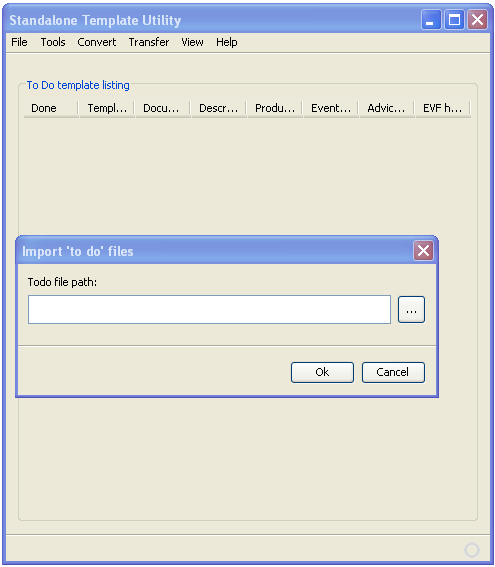 Standalone Template Utility
File Tools Convert Transfer View Help
To Do template listing
Done Templ... Docu... Descr... Produ... Event... Advic... EVF h...
Import 'to do' files
Todo file path:
...
Ok Cancel